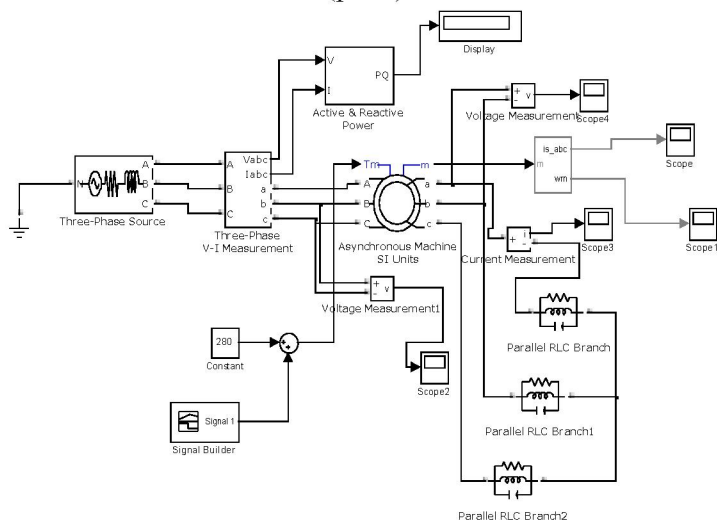 Display
V
I
PQ
Active & Reactive
Power
+
-
v
Voltage Measurement
Scope4
is_abc
m
wm
Scope
Scope1
N
A
B
C
Three-Phase Source
A
B
C
Vabc
Iabc
a
b
c
Three-Phase
V-I Measurement
Tm
m
A
B
C
a
b
c
Asynchronous Machine
SI Units
+
-
i
Current Measurement
Scope3
+
-
v
Voltage Measurement1
Scope2
280
Constant
+
+
Signal 1
Signal Builder
Parallel RLC Branch
Parallel RLC Branch1
Parallel RLC Branch2